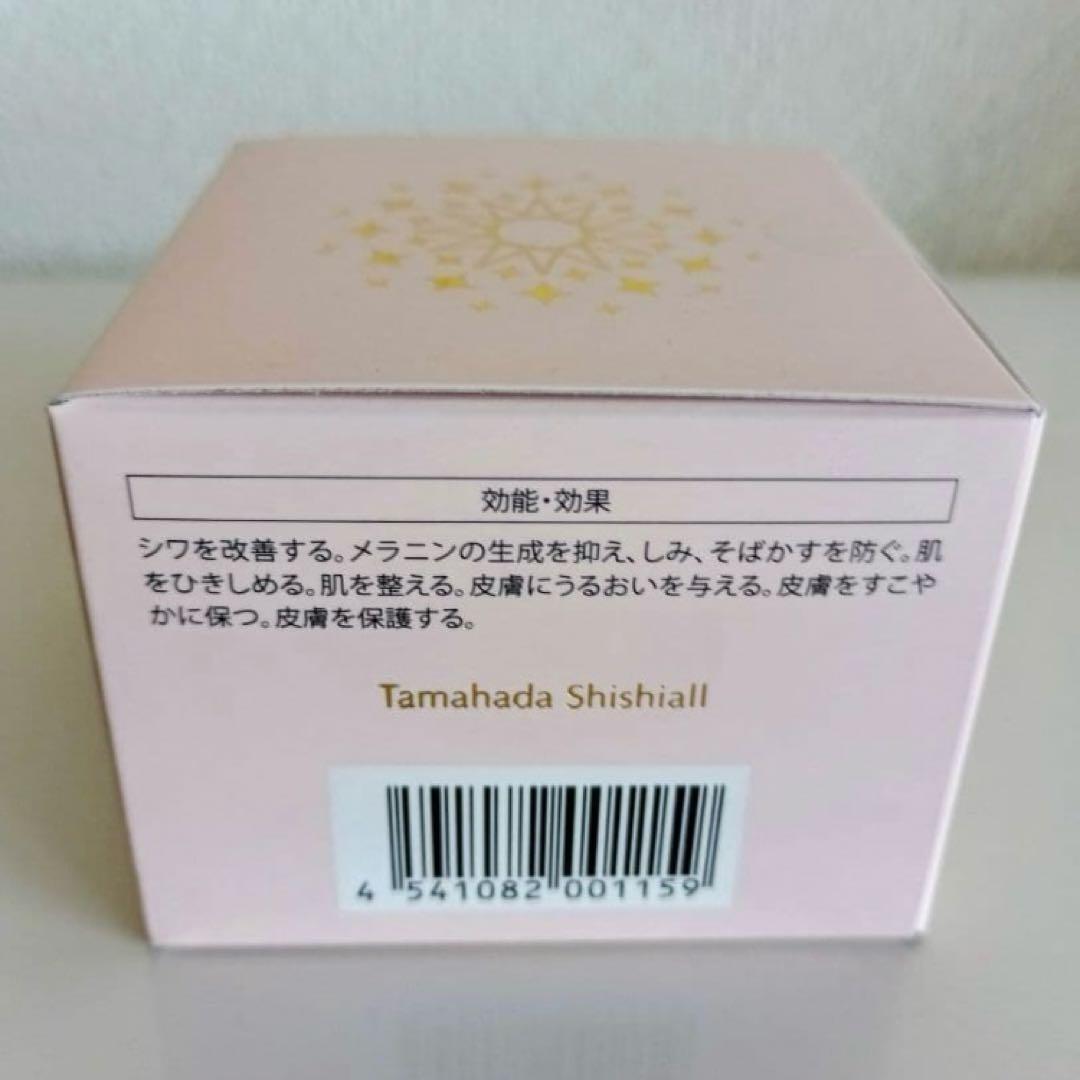 効能・効果
シワを改善する。メラニンの生成を抑え、しみ、そばかすを防ぐ。肌
をひきしめる。肌を整える。皮膚にうるおいを与える。皮膚をすこや
かに保つ。皮膚を保護する。
Tamahada Shishiall
4 541082 001159